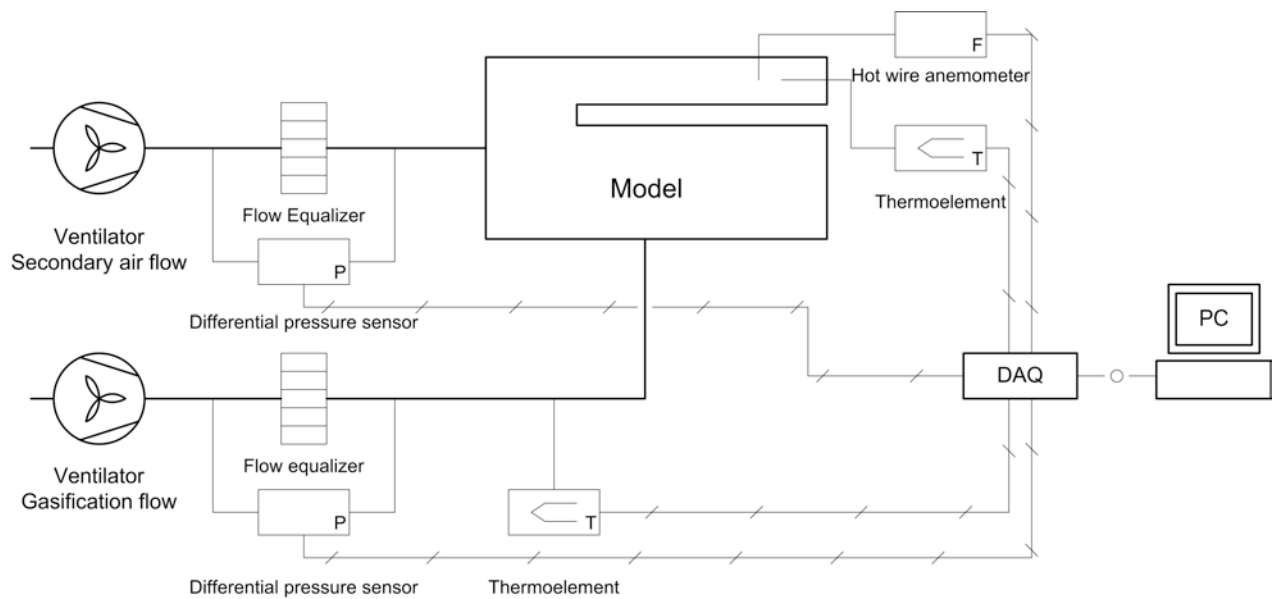 F
Hot wire anemometer
T
Thermoelement
Model
Flow Equalizer
Ventilator
Secondary air flow
P
Differential pressure sensor
PC
DAQ
Flow equalizer
Ventilator
Gasification flow
P
T
Differential pressure sensor
Thermoelement